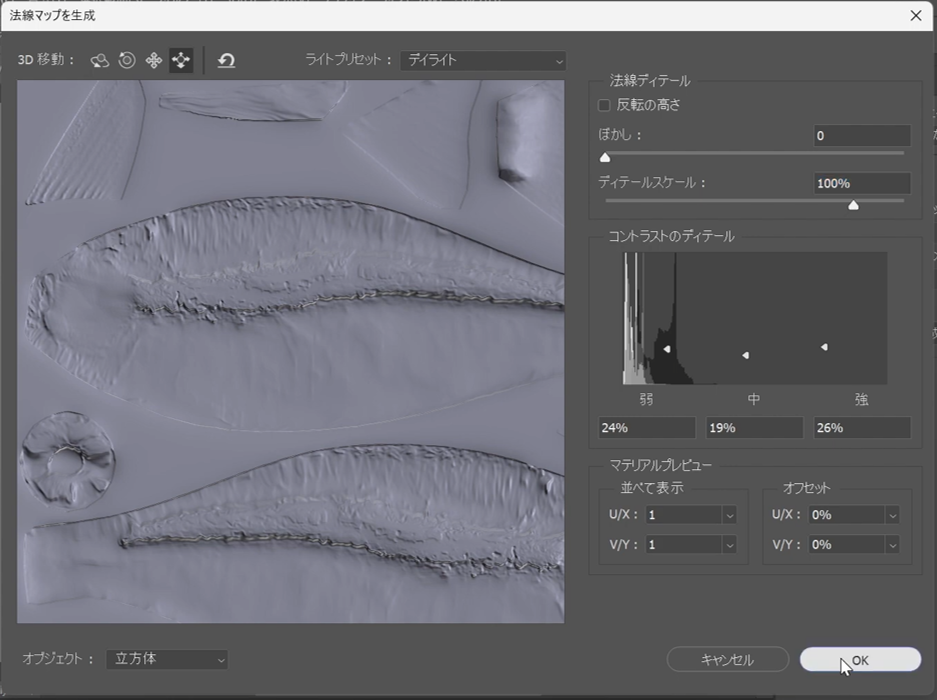 法線マップを生成
3D 移動：
ライトプリセット： デイライト
法線ディテール
反転の高さ
ぼかし： 0
ディテールスケール： 100%
コントラストのディテール
弱 中 強
24% 19% 26%
マテリアルプレビュー
並べて表示 オフセット
U/X： 1 U/X： 0%
V/Y： 1 V/Y： 0%
オブジェクト： 立方体
キャンセル OK